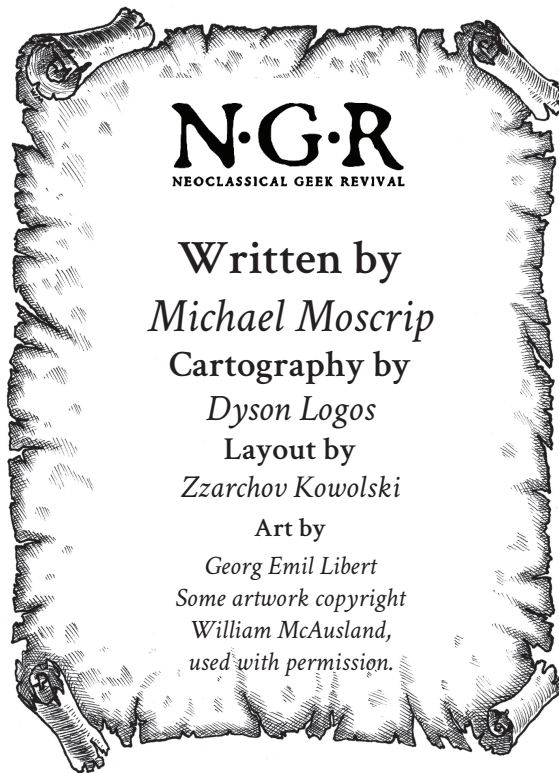 N·G·R
NEOCLASSICAL GEEK REVIVAL
Written by
Michael Moscrip
Cartography by
Dyson Logos
Layout by
Zzarchov Kowolski
Art by
Georg Emil Libert
Some artwork copyright
William McAusland,
used with permission.